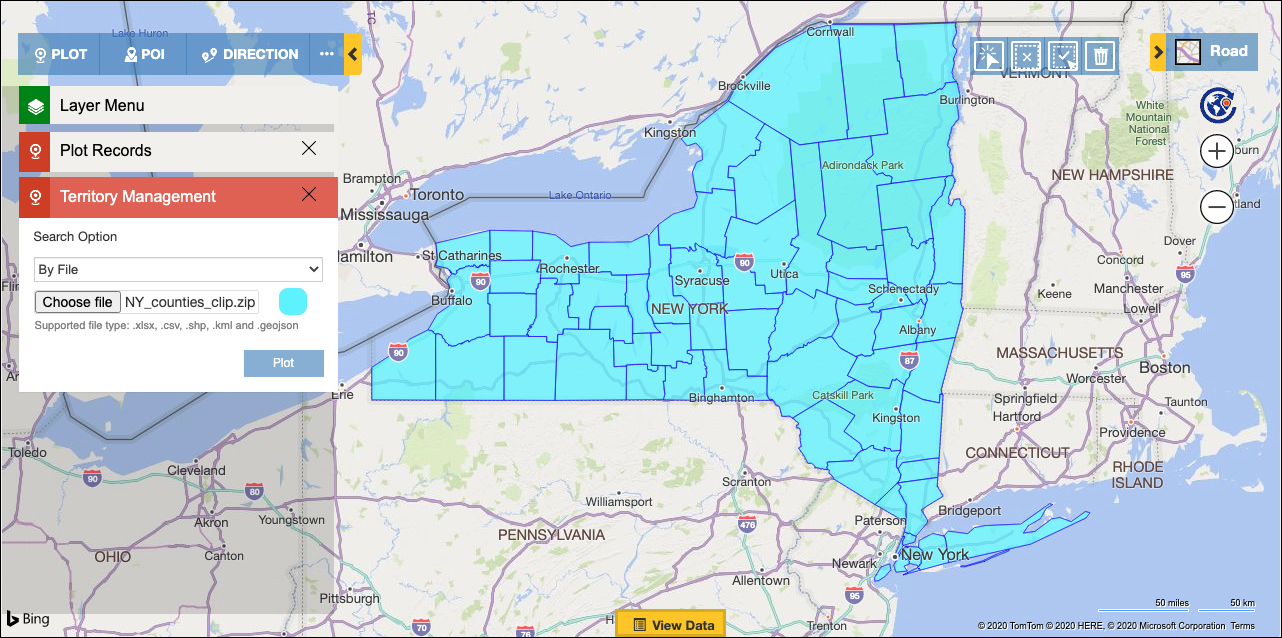 Lake Huron
TC
PLOT
POI
DIRECTION
...
Road
Layer Menu
Plot Records
Territory Management
Search Option
By File
Choose file NY_counties_clip.zip
Supported file type: .xlsx, .csv, .shp, .kml and .geojson
Plot
Cornwall
Brockville
VERMONT
Burlington
White
Mountain
National
Forest
Kingston
burn
Adirondack Park
NEW HAMPSHIRE
Brampton
Toronto
Lake Ontario
Mississauga
tland
Dover
Hamilton
St Catharines
Rochester
90
Syracuse
Utica
Concord
95
Buffalo
90
Schenectady
Keene
Manchester
Lowell
NEW YORK
Albany
90
87
MASSACHUSETTS
Boston
Worcester
Erie
Binghamton
Catskill Park
Kingston
Springfield
Hartford
Taunton
Providence
Toledo
CONNECTICUT
Cleveland
90
80
Scranton
RHODE
ISLAND
Williamsport
Bridgeport
Akron
Youngstown
476
Paterson
PENNSYLVANIA
OHIO
Canton
Newark
New York
Allentown
95
Pittsburgh
50 miles
50 km
Bing
70
76
View Data
Trenton
© 2020 TomTom © 2020 HERE, © 2020 Microsoft Corporation Terms